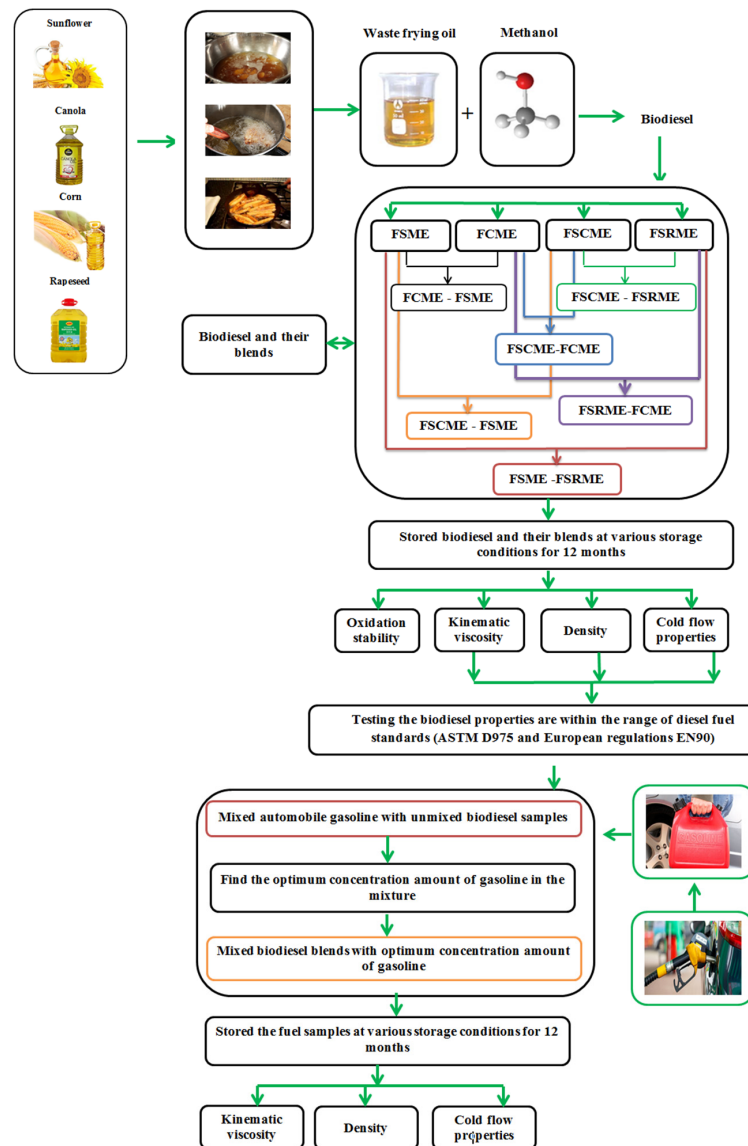 Sunflower
Canola
Corn
Rapeseed
Waste frying oil
Methanol
+
Biodiesel
FSME
FCME
FSCME
FSRME
FCME - FSME
FSCME - FSRME
Biodiesel and their
blends
FSCME-FCME
FSRME-FCME
FSCME - FSME
FSME -FSRME
Stored biodiesel and their blends at various storage
conditions for 12 months
Oxidation
stability
Kinematic
viscosity
Density
Cold flow
properties
Testing the biodiesel properties are within the range of diesel fuel
standards (ASTM D975 and European regulations EN90)
Mixed automobile gasoline with unmixed biodiesel samples
Find the optimum concentration amount of gasoline in the
mixture
Mixed biodiesel blends with optimum concentration amount
of gasoline
Stored the fuel samples at various storage conditions for 12
months
Kinematic
viscosity
Density
Cold flow
properties